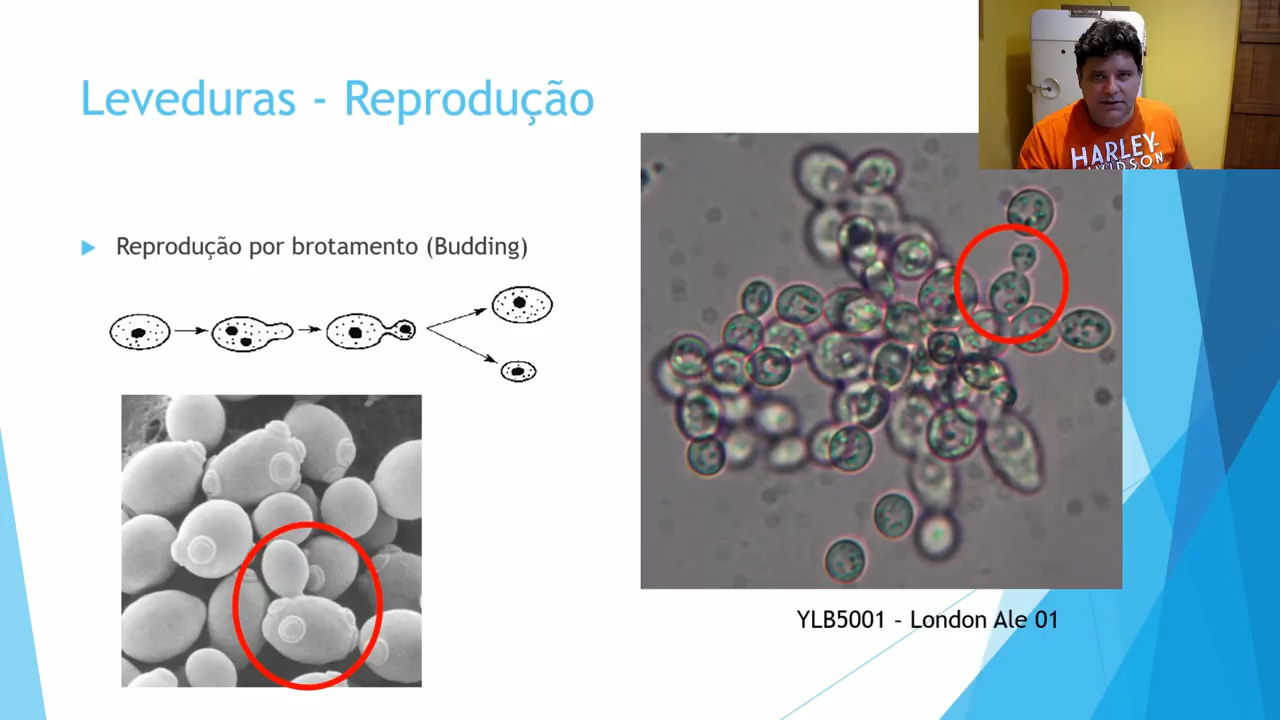 Leveduras - Reprodução
HARLEY-
DAVIDSON
Reprodução por brotamento (Budding)
YLB5001 - London Ale 01